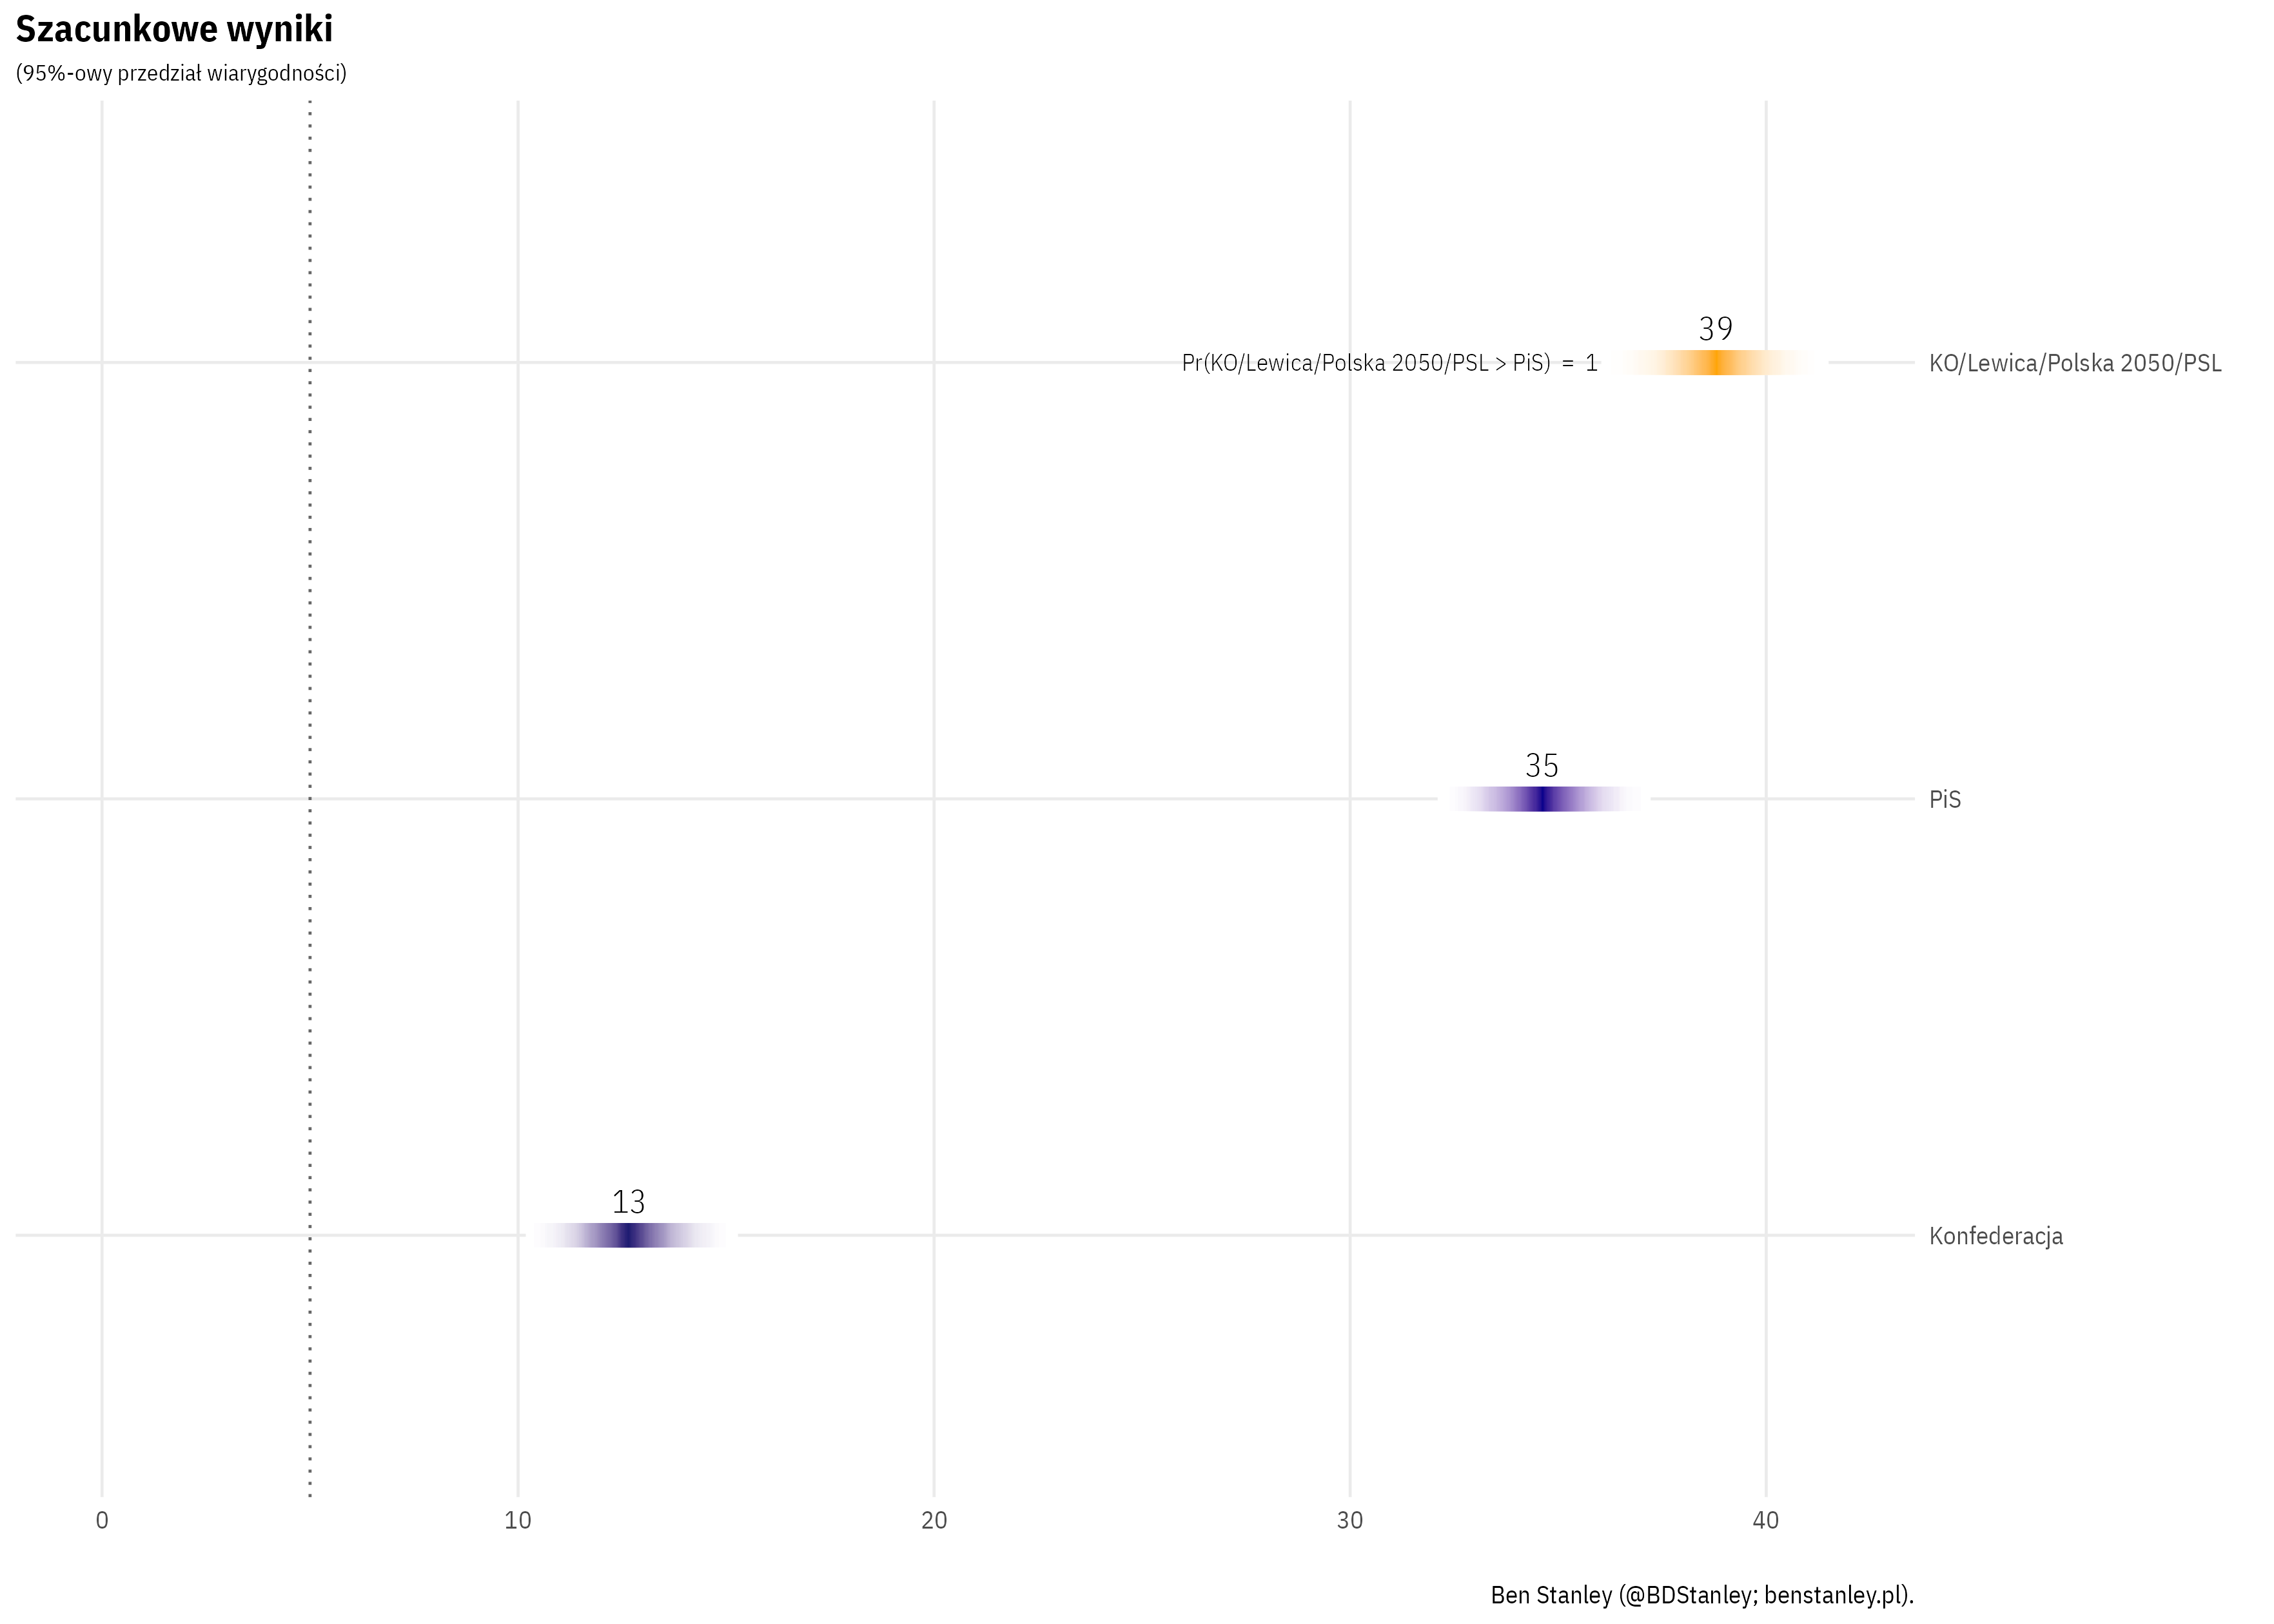 Szacunkowe wyniki
(95%-owy przedział wiarygodności)
39
Pr(KO/Lewica/Polska 2050/PSL > PiS) = 1
KO/Lewica/Polska 2050/PSL
35
PiS
13
Konfederacja
0 10 20 30 40
Ben Stanley (@BDStanley; benstanley.pl).